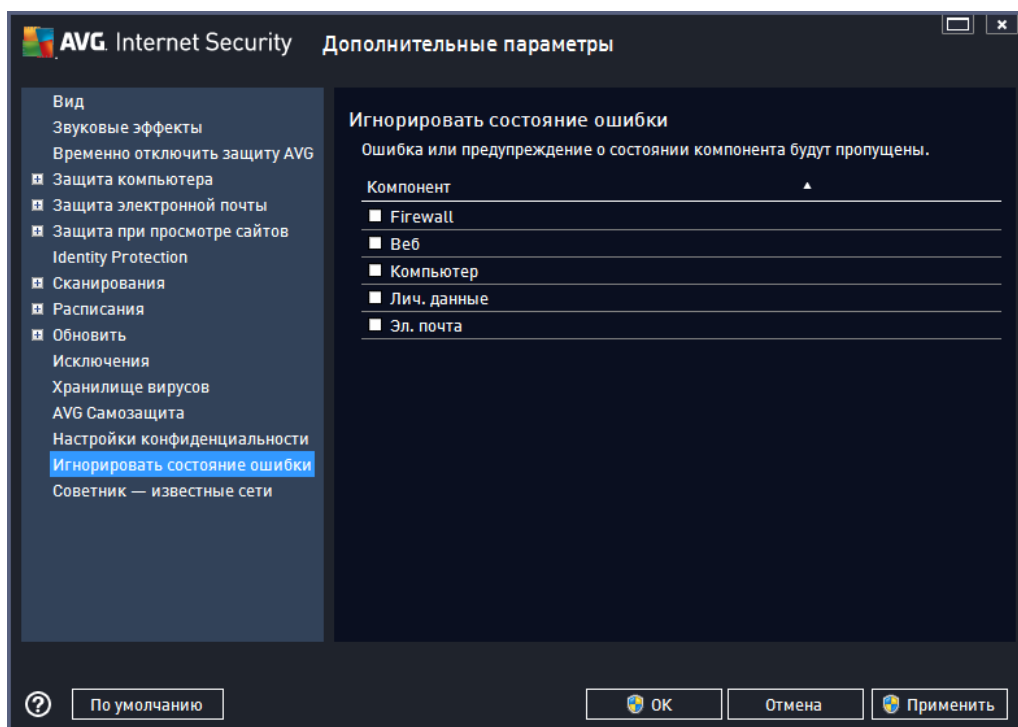 AVG. Internet Security Дополнительные параметры
Вид
Звуковые эффекты
Временно отключить защиту AVG
Защита компьютера
Защита электронной почты
Защита при просмотре сайтов
Identity Protection
Сканирования
Расписания
Обновить
Исключения
Хранилище вирусов
AVG Самозащита
Настройки конфиденциальности
Игнорировать состояние ошибки
Советник — известные сети
Игнорировать состояние ошибки
Ошибка или предупреждение о состоянии компонента будут пропущены.
Компонент
Firewall
Веб
Компьютер
Лич. данные
Эл. почта
По умолчанию
ОК
Отмена
Применить